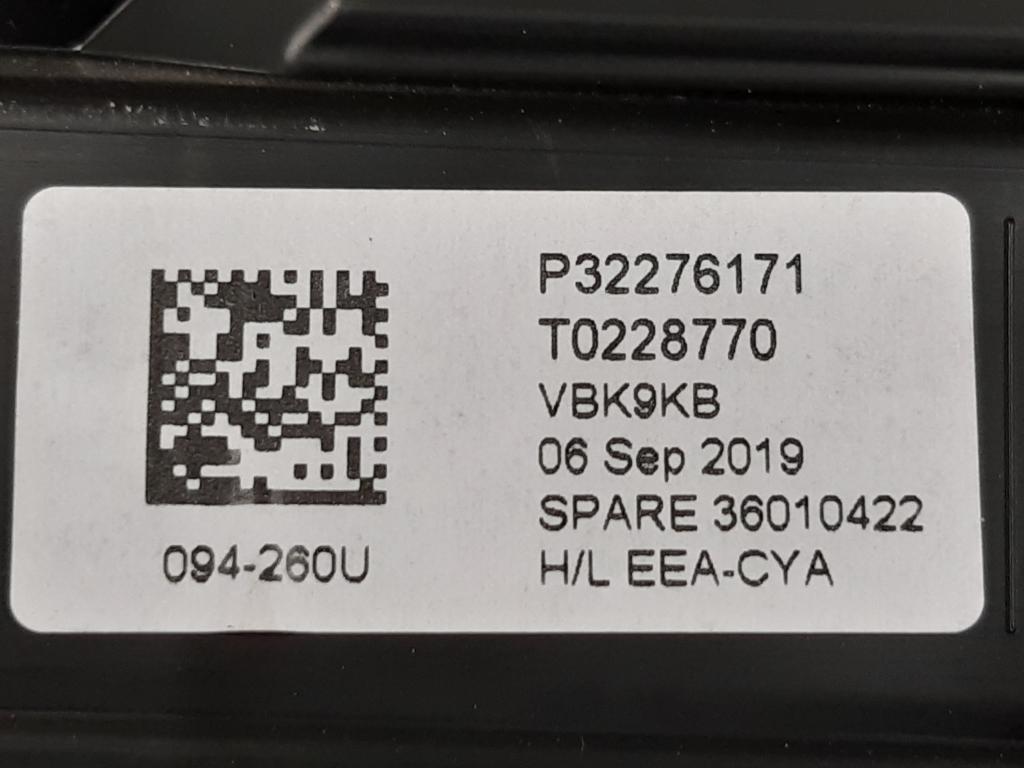 P32276171
T0228770
VBK9KB
06 Sep 2019
SPARE 36010422
H/L EEA-CYA
094-260U